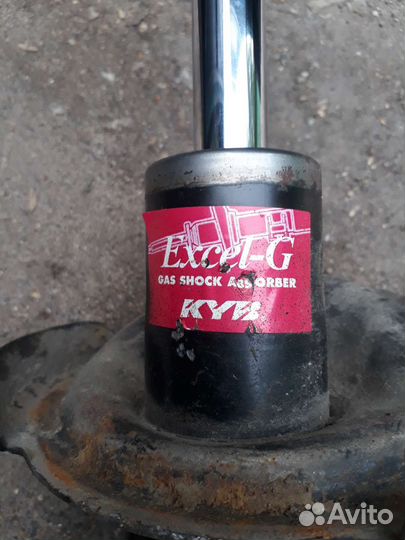 Excel-G
GAS SHOCK ABSORBER
KYB
Avito